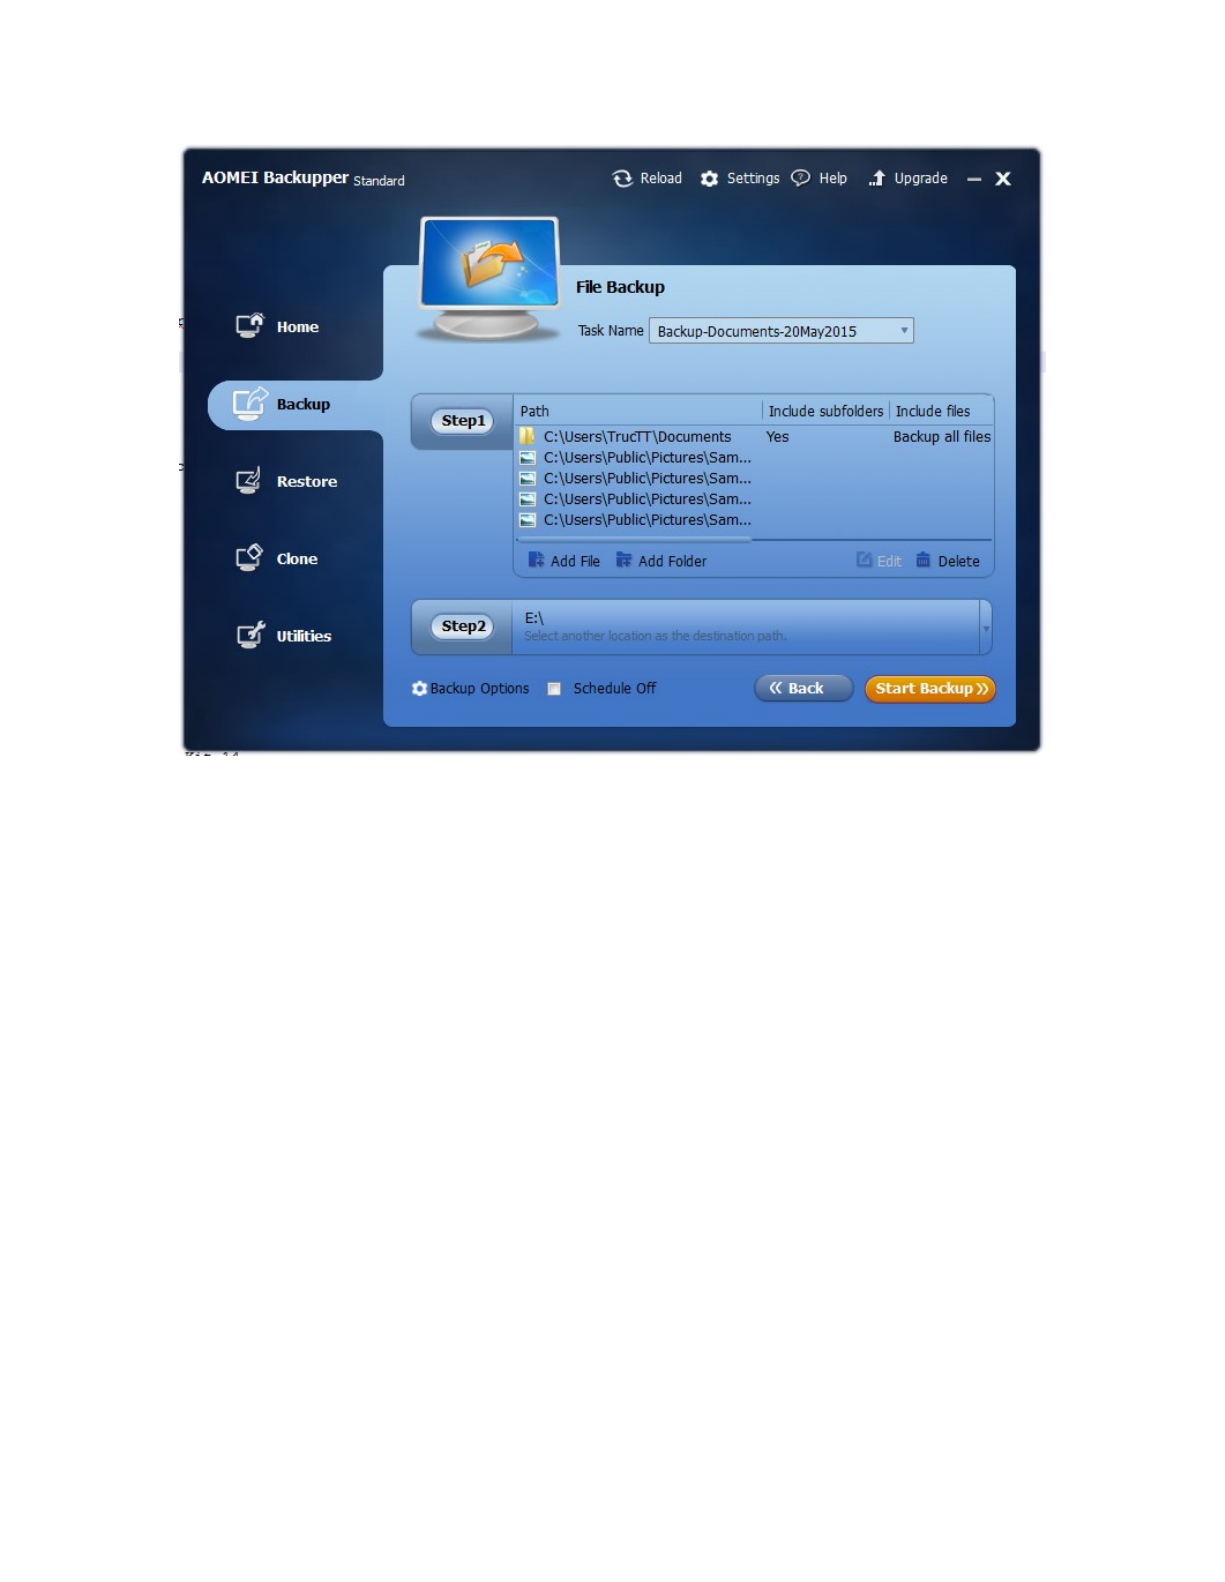 AOMEI Backupper Standard
Reload Settings Help Upgrade
File Backup
Task Name Backup-Documents-20May2015
Home
Backup
Restore
Clone
Utilities
Step1
Path Include subfolders Include files
C:\Users\TrucTT\Documents Yes Backup all files
C:\Users\Public\Pictures\Sam...
C:\Users\Public\Pictures\Sam...
C:\Users\Public\Pictures\Sam...
C:\Users\Public\Pictures\Sam...
Add File Add Folder Edit Delete
Step2
E:\
Select another location as the destination path.
Backup Options Schedule Off Back Start Backup